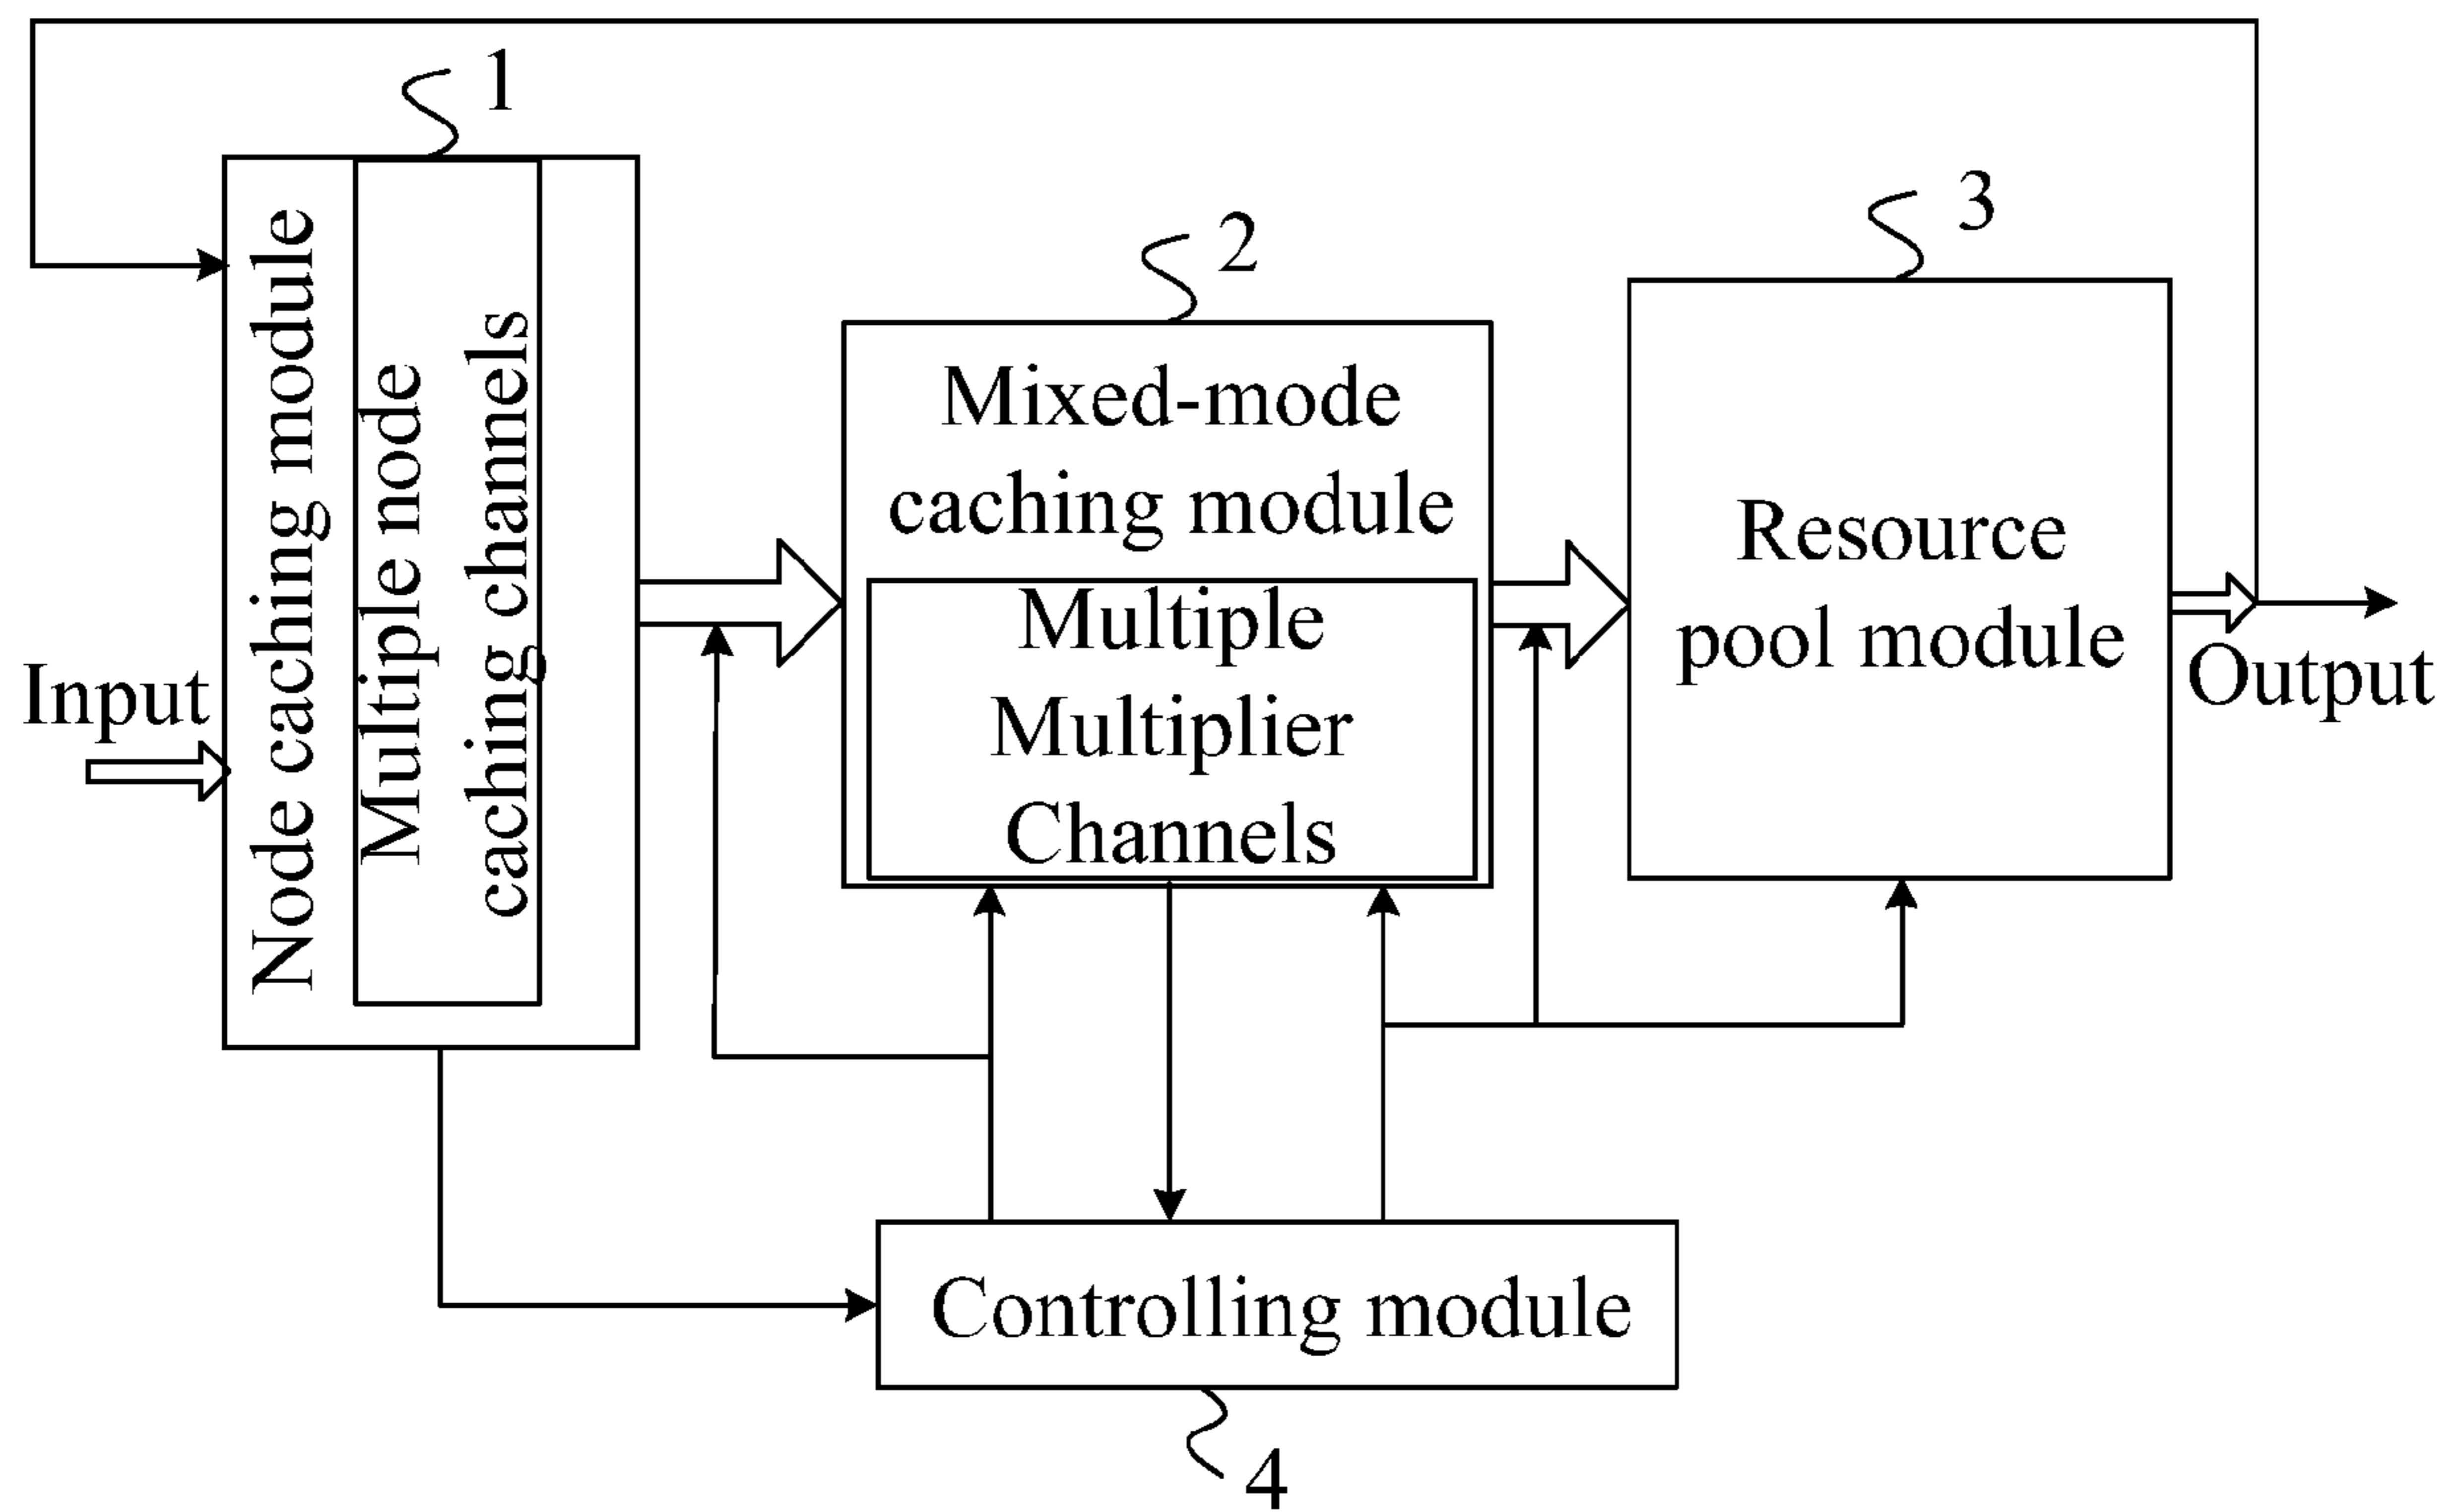 1
Node caching module
Multiple node
caching channels
Input
2
Mixed-mode
caching module
Multiple
Multiplier
Channels
3
Resource
pool module
Output
Controlling module
4